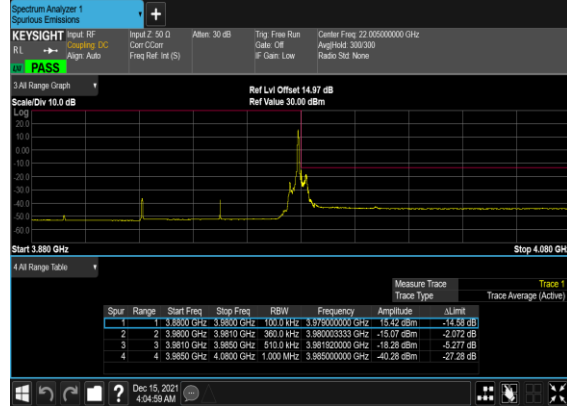 Spectrum Analyzer 1
Spurious Emissions
KEYSIGHT Input: RF Input Z: 50 Ω Atten: 30 dB Trig: Free Run Center Freq: 22.005000000 GHz
RL Coupling: DC Corr CCorr Gate: Off Avg|Hold: 300/300
Align: Auto Freq Ref: Int (S) IF Gain: Low Radio Std: None
LW PASS
3 All Range Graph
Ref Lvl Offset 14.97 dB
Scale/Div 10.0 dB Ref Value 30.00 dBm
Log
20.0
10.0
0.00
-10.0
-20.0
-30.0
-40.0
-50.0
-60.0
Start 3.880 GHz Stop 4.080 GHz
4 All Range Table
Measure Trace Trace 1
Trace Type Trace Average (Active)
Spur Range Start Freq Stop Freq RBW Frequency Amplitude ΔLimit
1 1 3.8800 GHz 3.9800 GHz 100.0 kHz 3.979000000 GHz 15.42 dBm -14.58 dB
2 2 3.9800 GHz 3.9810 GHz 360.0 kHz 3.980003333 GHz -15.07 dBm -2.072 dB
3 3 3.9810 GHz 3.9850 GHz 510.0 kHz 3.981920000 GHz -18.28 dBm -5.277 dB
4 4 3.9850 GHz 4.0800 GHz 1.000 MHz 3.985000000 GHz -40.28 dBm -27.28 dB
? Dec 15, 2021
4:04:59 AM